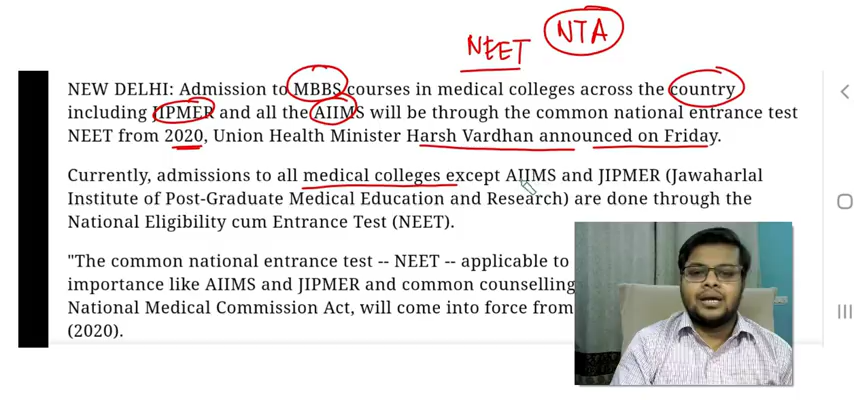 NEET NTA
NEW DELHI: Admission to MBBS courses in medical colleges across the country
including JIPMER and all the AIIMS will be through the common national entrance test
NEET from 2020, Union Health Minister Harsh Vardhan announced on Friday.
Currently, admissions to all medical colleges except AIIMS and JIPMER (Jawaharlal
Institute of Post-Graduate Medical Education and Research) are done through the
National Eligibility cum Entrance Test (NEET).
"The common national entrance test -- NEET -- applicable to
importance like AIIMS and JIPMER and common counselling
National Medical Commission Act, will come into force from
(2020).